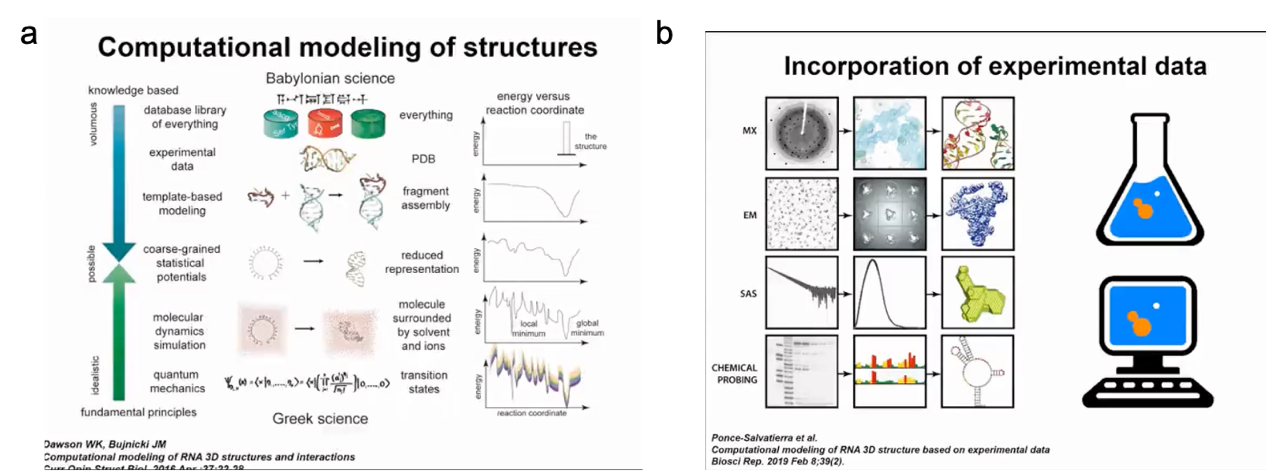 a
Computational modeling of structures
Babylonian science
knowledge based
volumous
possible
idealistic
fundamental principles
database library
of everything
experimental
data
template-based
modeling
coarse-grained
statistical
potentials
molecular
dynamics
simulation
quantum
mechanics
everything
PDB
fragment
assembly
reduced
representation
molecule
surrounded
by solvent
and ions
transition
states
Greek science
energy versus
reaction coordinate
energy
the
structure
energy
energy
energy
local
minimum
global
minimum
energy
reaction coordinate
Dawson WK, Bujnicki JM
Computational modeling of RNA 3D structures and interactions
Curr Opin Struct Biol. 2016 Apr;37:22-28
b
Incorporation of experimental data
MX
EM
SAS
CHEMICAL
PROBING
Ponce-Salvatierra et al.
Computational modeling of RNA 3D structure based on experimental data
Biosci Rep. 2019 Feb 8;39(2).